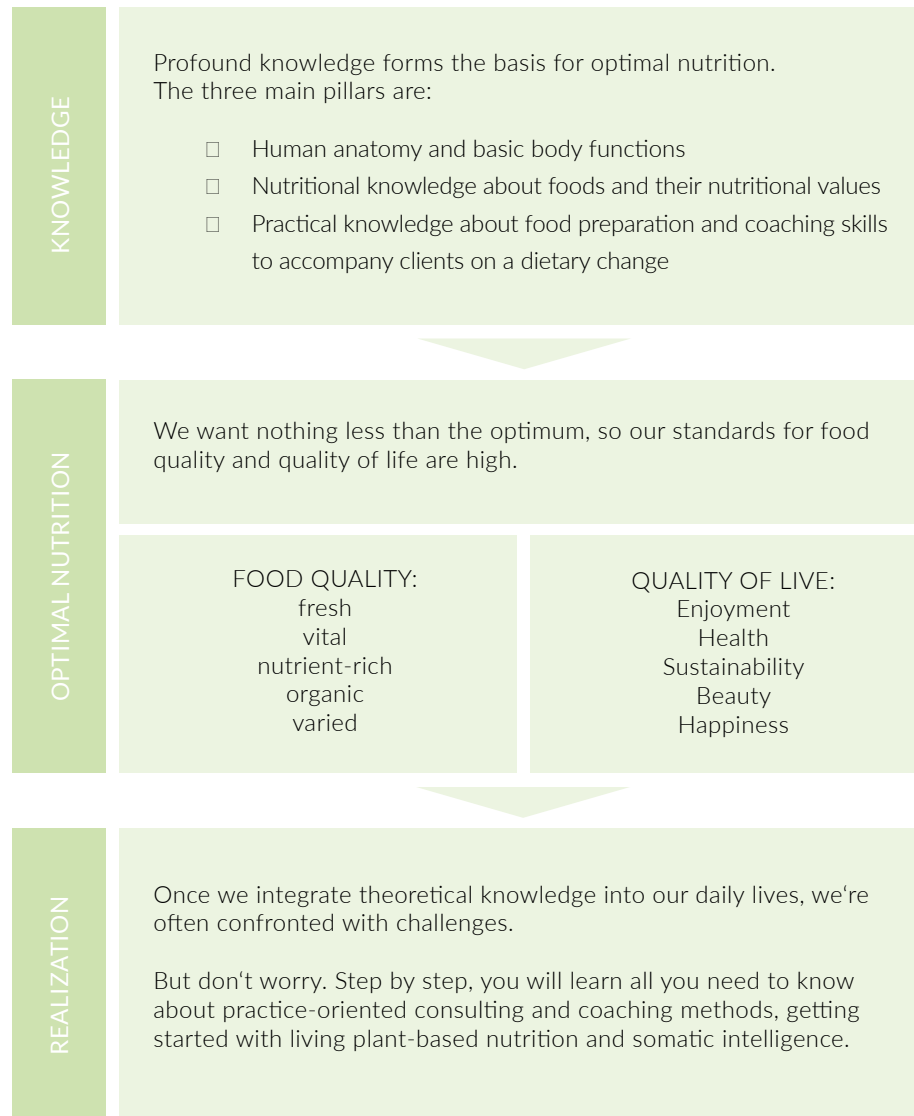 KNOWLEDGE
Profound knowledge forms the basis for optimal nutrition.
The three main pillars are:
Human anatomy and basic body functions
Nutritional knowledge about foods and their nutritional values
Practical knowledge about food preparation and coaching skills
to accompany clients on a dietary change
OPTIMAL NUTRITION
We want nothing less than the optimum, so our standards for food
quality and quality of life are high.
FOOD QUALITY:
fresh
vital
nutrient-rich
organic
varied
QUALITY OF LIVE:
Enjoyment
Health
Sustainability
Beauty
Happiness
REALIZATION
Once we integrate theoretical knowledge into our daily lives, we‘re
often confronted with challenges.
But don‘t worry. Step by step, you will learn all you need to know
about practice-oriented consulting and coaching methods, getting
started with living plant-based nutrition and somatic intelligence.